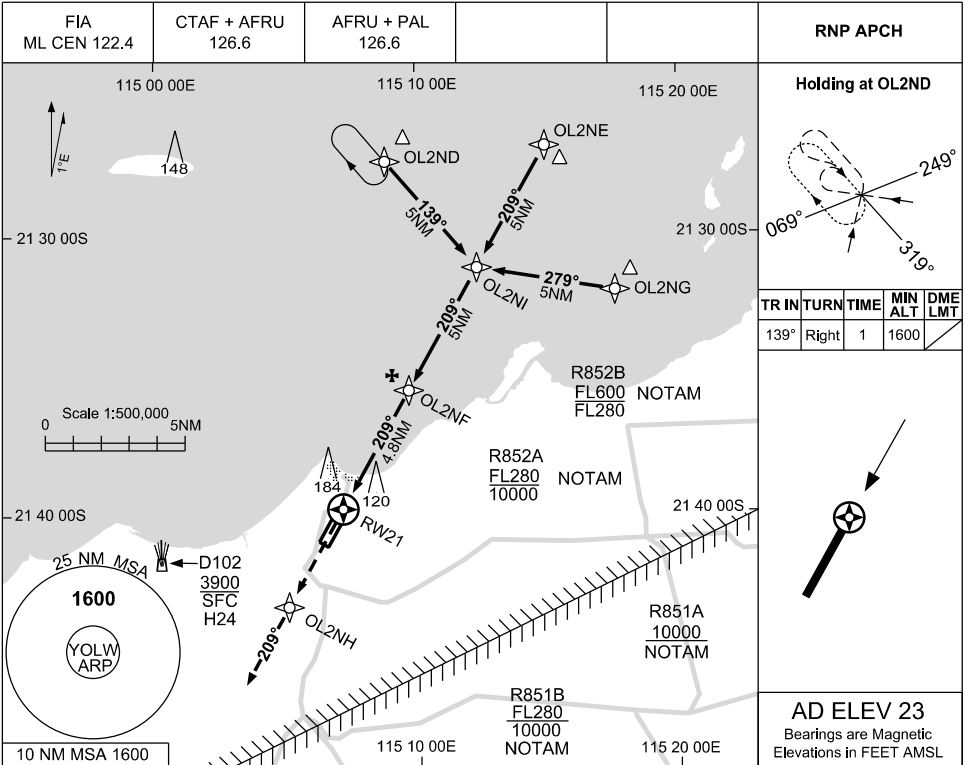 FIA
ML CEN 122.4
CTAF + AFRU
126.6
AFRU + PAL
126.6
RNP APCH
115 00 00E
115 10 00E
115 20 00E
1°E
148
OL2ND
OL2NE
139°
5NM
209°
5NM
21 30 00S
21 30 00S
OL2NI
279°
5NM
OL2NG
209°
5NM
OL2NF
R852B
FL600
FL280
NOTAM
Scale 1:500,000
0
5NM
209°
4.8NM
R852A
FL280
10000
NOTAM
184
120
RW21
21 40 00S
21 40 00S
D102
3900
SFC
H24
25 NM MSA
1600
YOLW
ARP
OL2NH
209°
R851A
10000
NOTAM
R851B
FL280
10000
NOTAM
10 NM MSA 1600
115 10 00E
115 20 00E
Holding at OL2ND
249°
069°
319°
TR IN TURN TIME MIN ALT DME LMT
139° Right 1 1600
AD ELEV 23
Bearings are Magnetic
Elevations in FEET AMSL